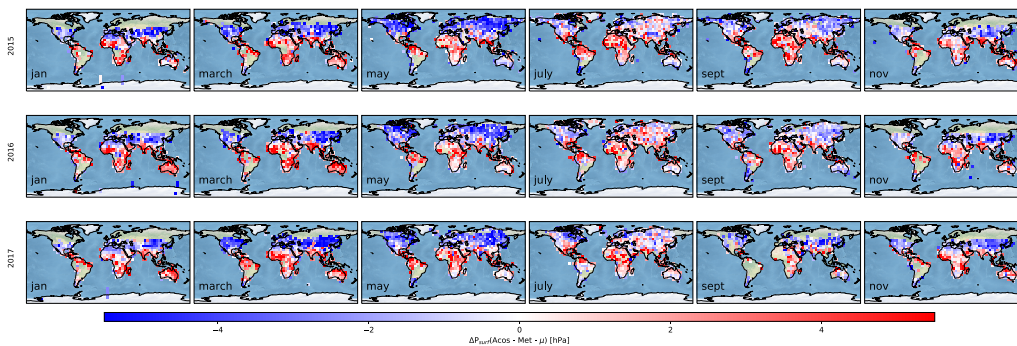 2015
jan
march
may
july
sept
nov
2016
jan
march
may
july
sept
nov
2017
jan
march
may
july
sept
nov
−4
−2
0
2
4
ΔPsurf(Acos - Met - μ) [hPa]